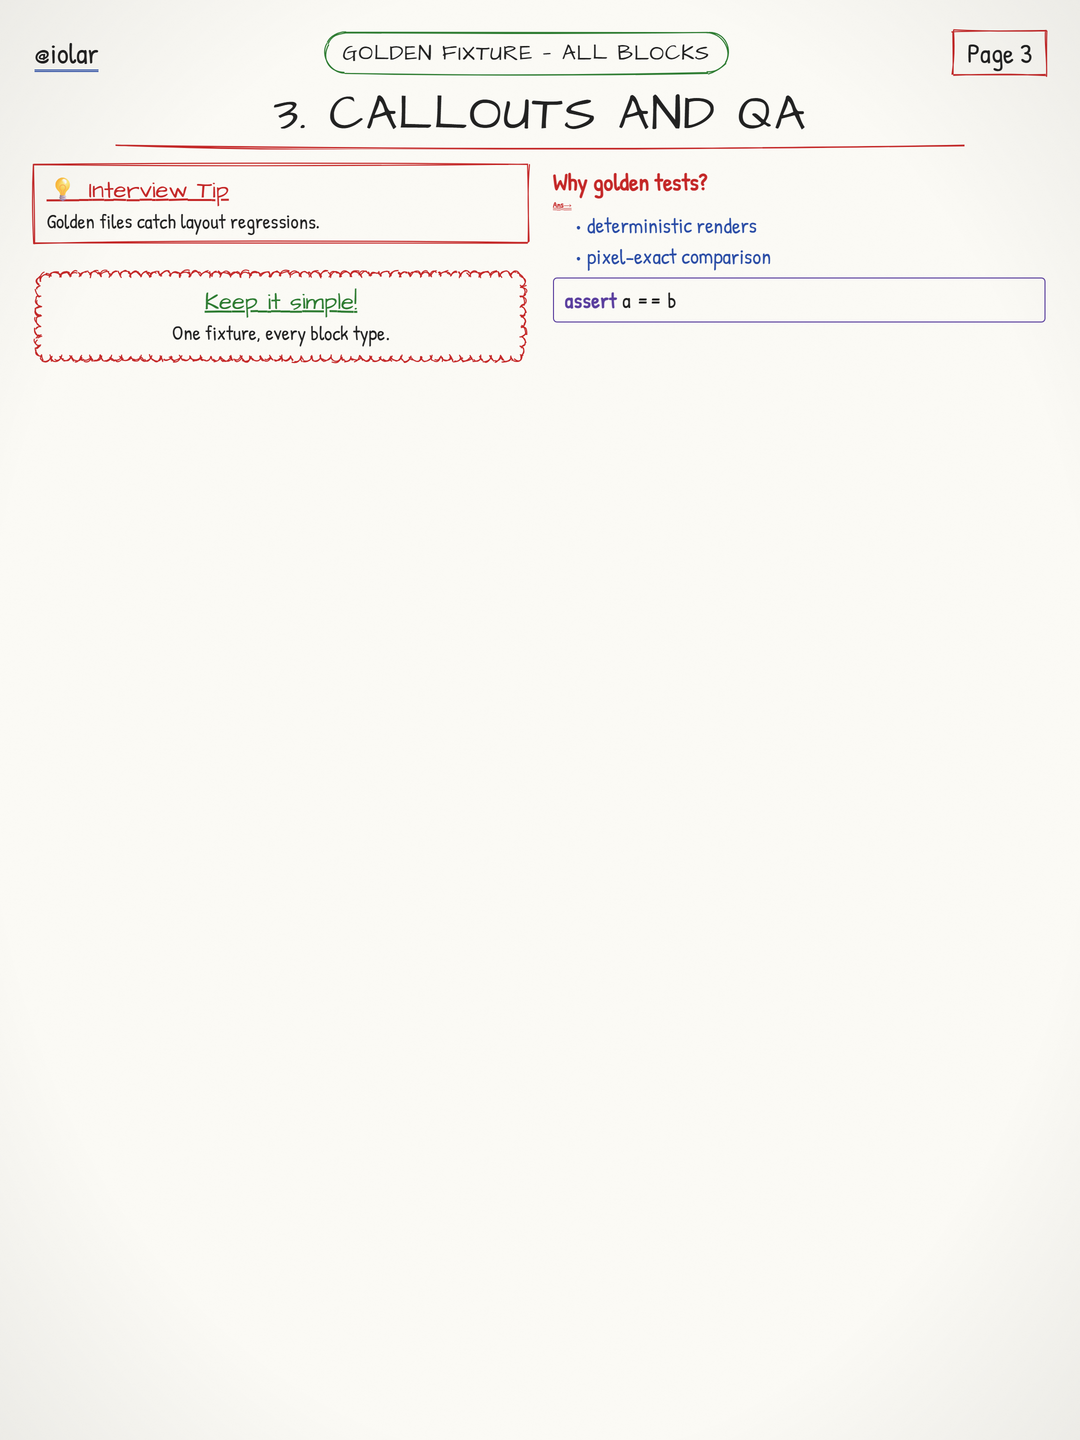 @iolar
GOLDEN FIXTURE - ALL BLOCKS
Page 3
3. CALLOUTS AND QA
💡 Interview Tip
Golden files catch layout regressions.
Keep it simple!
One fixture, every block type.
Why golden tests?
Ans→
• deterministic renders
• pixel-exact comparison
assert a == b